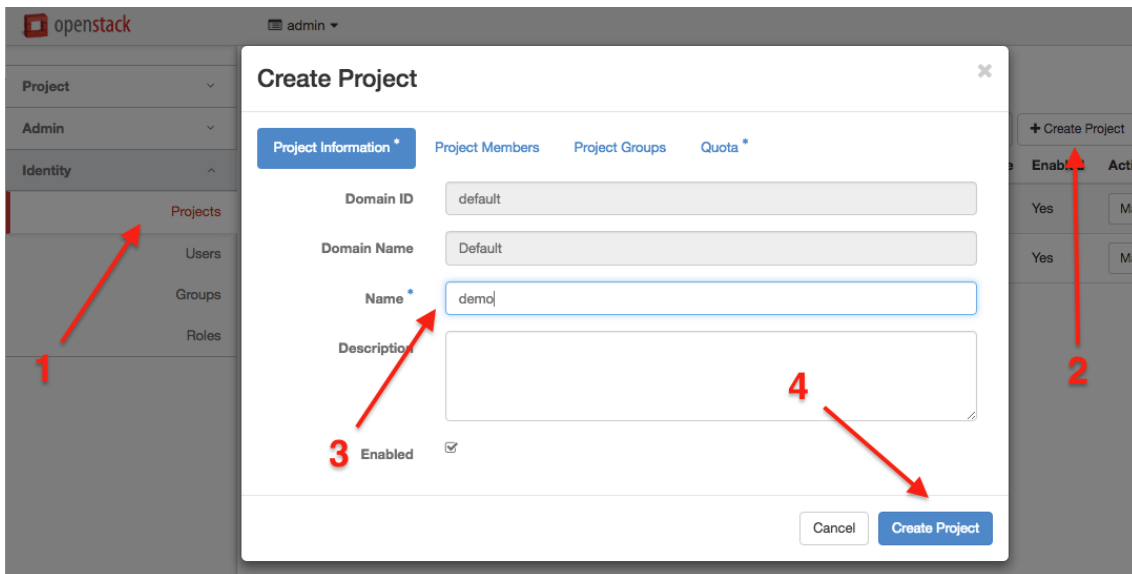 openstack
admin
Project
Admin
Identity
Projects
Users
Groups
Roles
1
Create Project
Project Information *
Project Members
Project Groups
Quota *
Domain ID
default
Domain Name
Default
Name *
demo
Description
3
Enabled
4
Cancel
Create Project
+ Create Project
2
Enabled
Yes
Yes